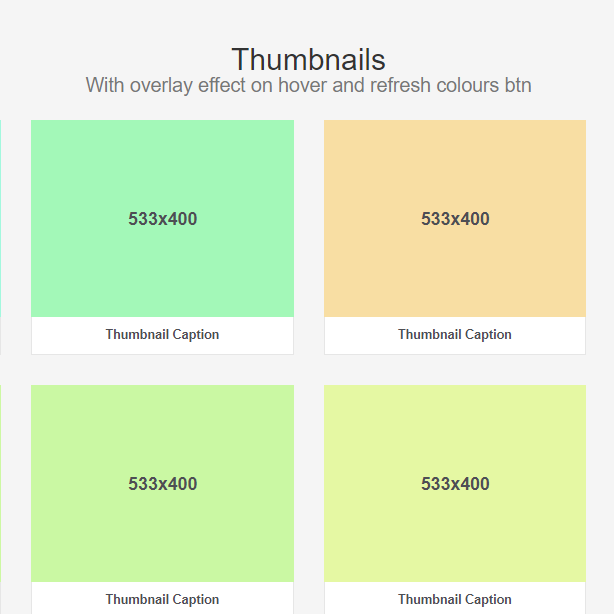 Thumbnails
With overlay effect on hover and refresh colours btn
533x400
533x400
Thumbnail Caption
Thumbnail Caption
533x400
533x400
Thumbnail Caption
Thumbnail Caption